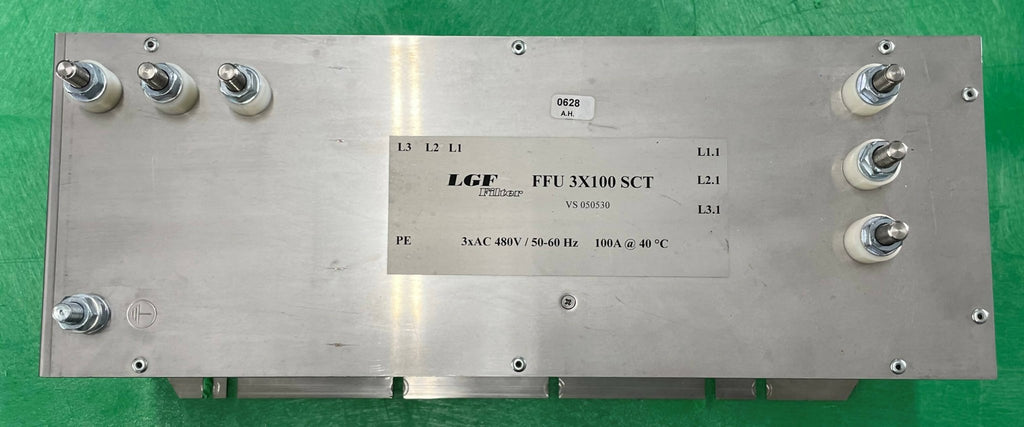 0628
A.H.
L3 L2 L1
L1.1
LGF Filter FFU 3X100 SCT
L2.1
VS 050530
L3.1
PE 3xAC 480V / 50-60 Hz 100A @ 40 °C